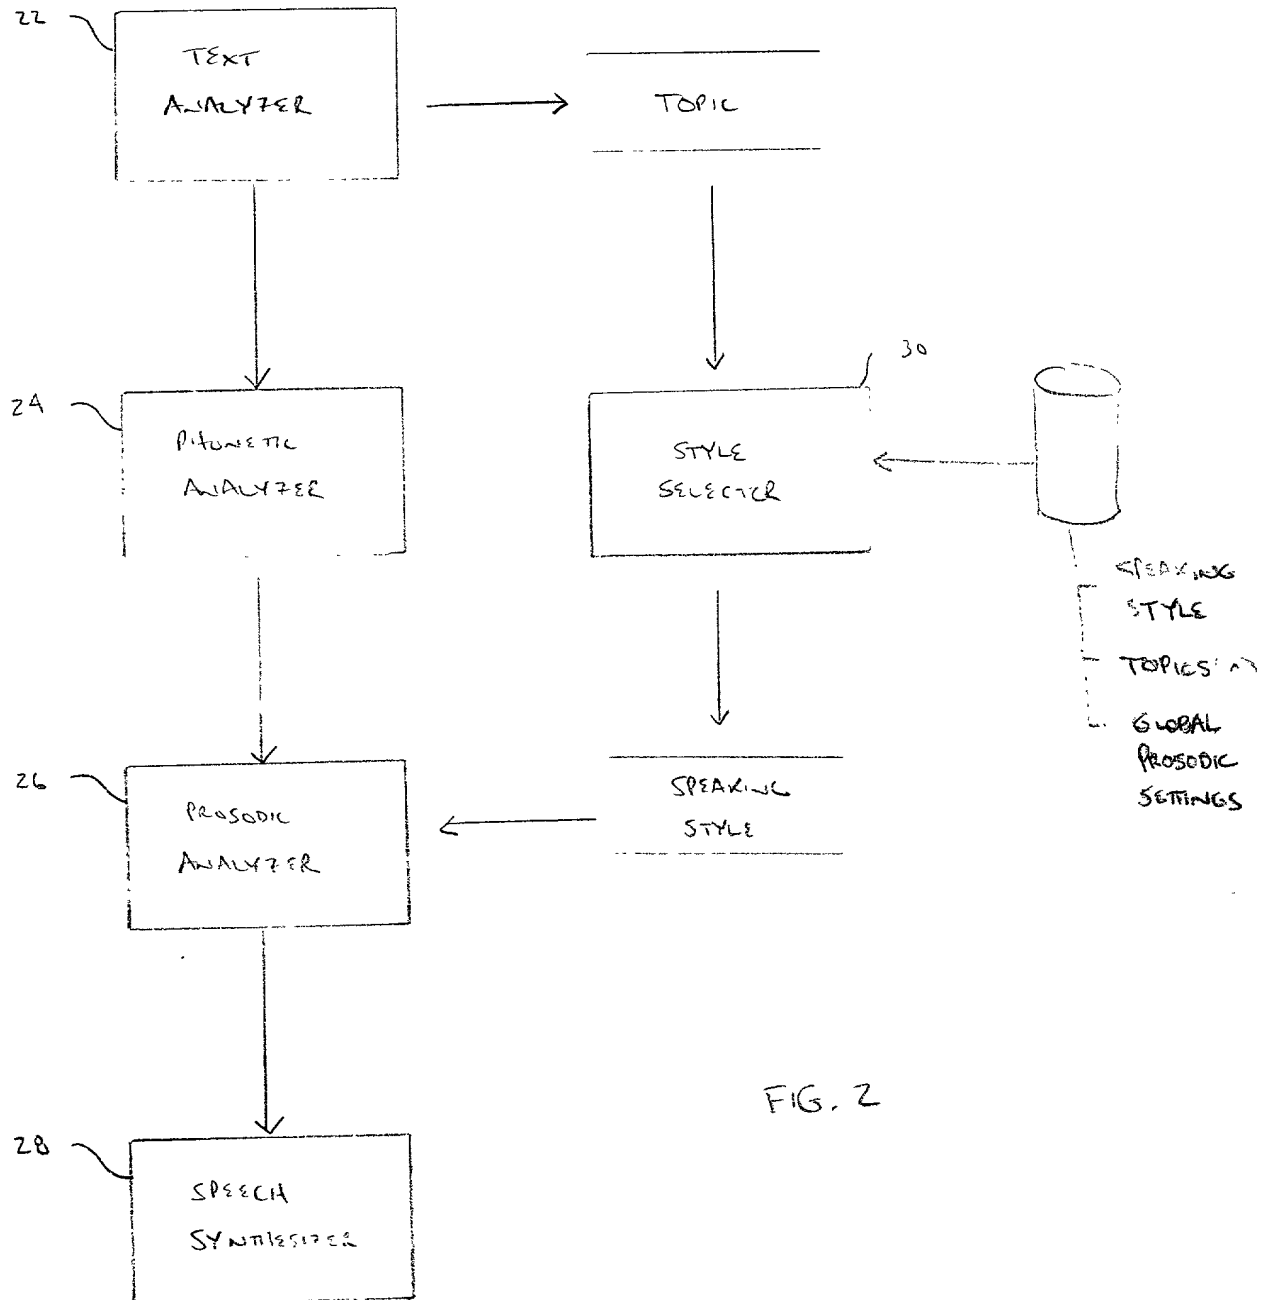 22
TEXT
ANALYZER
TOPIC
24
PHONETIC
ANALYZER
30
STYLE
SELECTOR
SPEAKING
STYLE
TOPICS
GLOBAL
PROSODIC
SETTINGS
26
PROSODIC
ANALYZER
SPEAKING
STYLE
28
SPEECH
SYNTHESIZER
FIG. 2